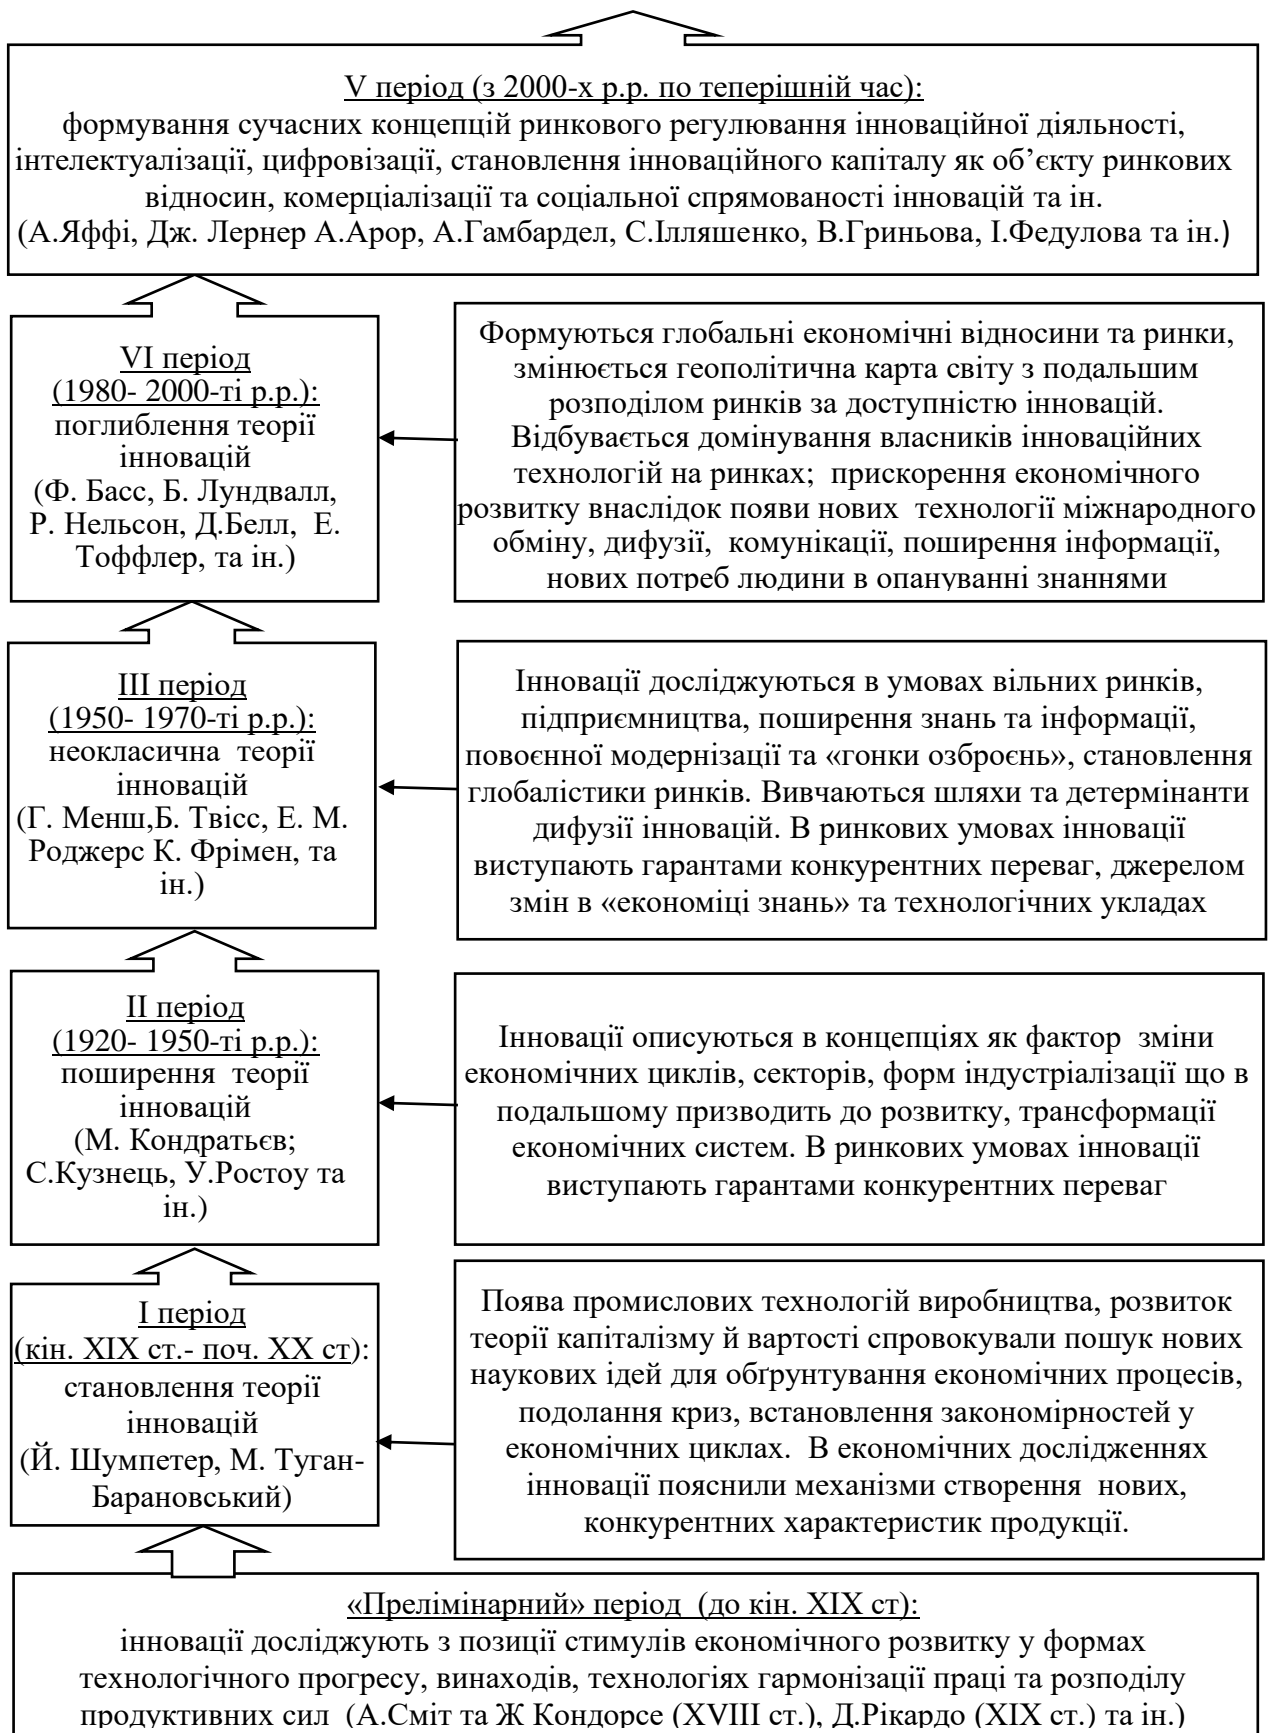 V період (з 2000-х р.р. по теперішній час):
формування сучасних концепцій ринкового регулювання інноваційної діяльності,
інтелектуалізації, цифровізації, становлення інноваційного капіталу як об’єкту ринкових
відносин, комерціалізації та соціальної спрямованості інновацій та ін.
(А.Яффі, Дж. Лернер А.Арор, А.Гамбардел, С.Ілляшенко, В.Гриньова, І.Федулова та ін.)
VI період
(1980- 2000-ті р.р.):
поглиблення теорії
інновацій
(Ф. Басс, Б. Лундвалл,
Р. Нельсон, Д.Белл, Е.
Тоффлер, та ін.)
Формуються глобальні економічні відносини та ринки,
змінюється геополітична карта світу з подальшим
розподілом ринків за доступністю інновацій.
Відбувається домінування власників інноваційних
технологій на ринках; прискорення економічного
розвитку внаслідок появи нових технології міжнародного
обміну, дифузії, комунікації, поширення інформації,
нових потреб людини в опануванні знаннями
III період
(1950- 1970-ті р.р.):
неокласична теорії
інновацій
(Г. Менш,Б. Твісс, Е. М.
Роджерс К. Фрімен, та
ін.)
Інновації досліджуються в умовах вільних ринків,
підприємництва, поширення знань та інформації,
повоєнної модернізації та «гонки озброєнь», становлення
глобалістики ринків. Вивчаються шляхи та детермінанти
дифузії інновацій. В ринкових умовах інновації
виступають гарантами конкурентних переваг, джерелом
змін в «економіці знань» та технологічних укладах
II період
(1920- 1950-ті р.р.):
поширення теорії
інновацій
(М. Кондратьєв;
С.Кузнець, У.Ростоу та
ін.)
Інновації описуються в концепціях як фактор зміни
економічних циклів, секторів, форм індустріалізації що в
подальшому призводить до розвитку, трансформації
економічних систем. В ринкових умовах інновації
виступають гарантами конкурентних переваг
I період
(кін. XIX ст.- поч. XX ст):
становлення теорії
інновацій
(Й. Шумпетер, М. Туган-
Барановський)
Поява промислових технологій виробництва, розвиток
теорії капіталізму й вартості спровокували пошук нових
наукових ідей для обґрунтування економічних процесів,
подолання криз, встановлення закономірностей у
економічних циклах. В економічних дослідженнях
інновації пояснили механізми створення нових,
конкурентних характеристик продукції.
«Прелімінарний» період (до кін. XIX ст):
інновації досліджують з позиції стимулів економічного розвитку у формах
технологічного прогресу, винаходів, технологіях гармонізації праці та розподілу
продуктивних сил (А.Сміт та Ж Кондорсе (XVIII ст.), Д.Рікардо (XIX ст.) та ін.)